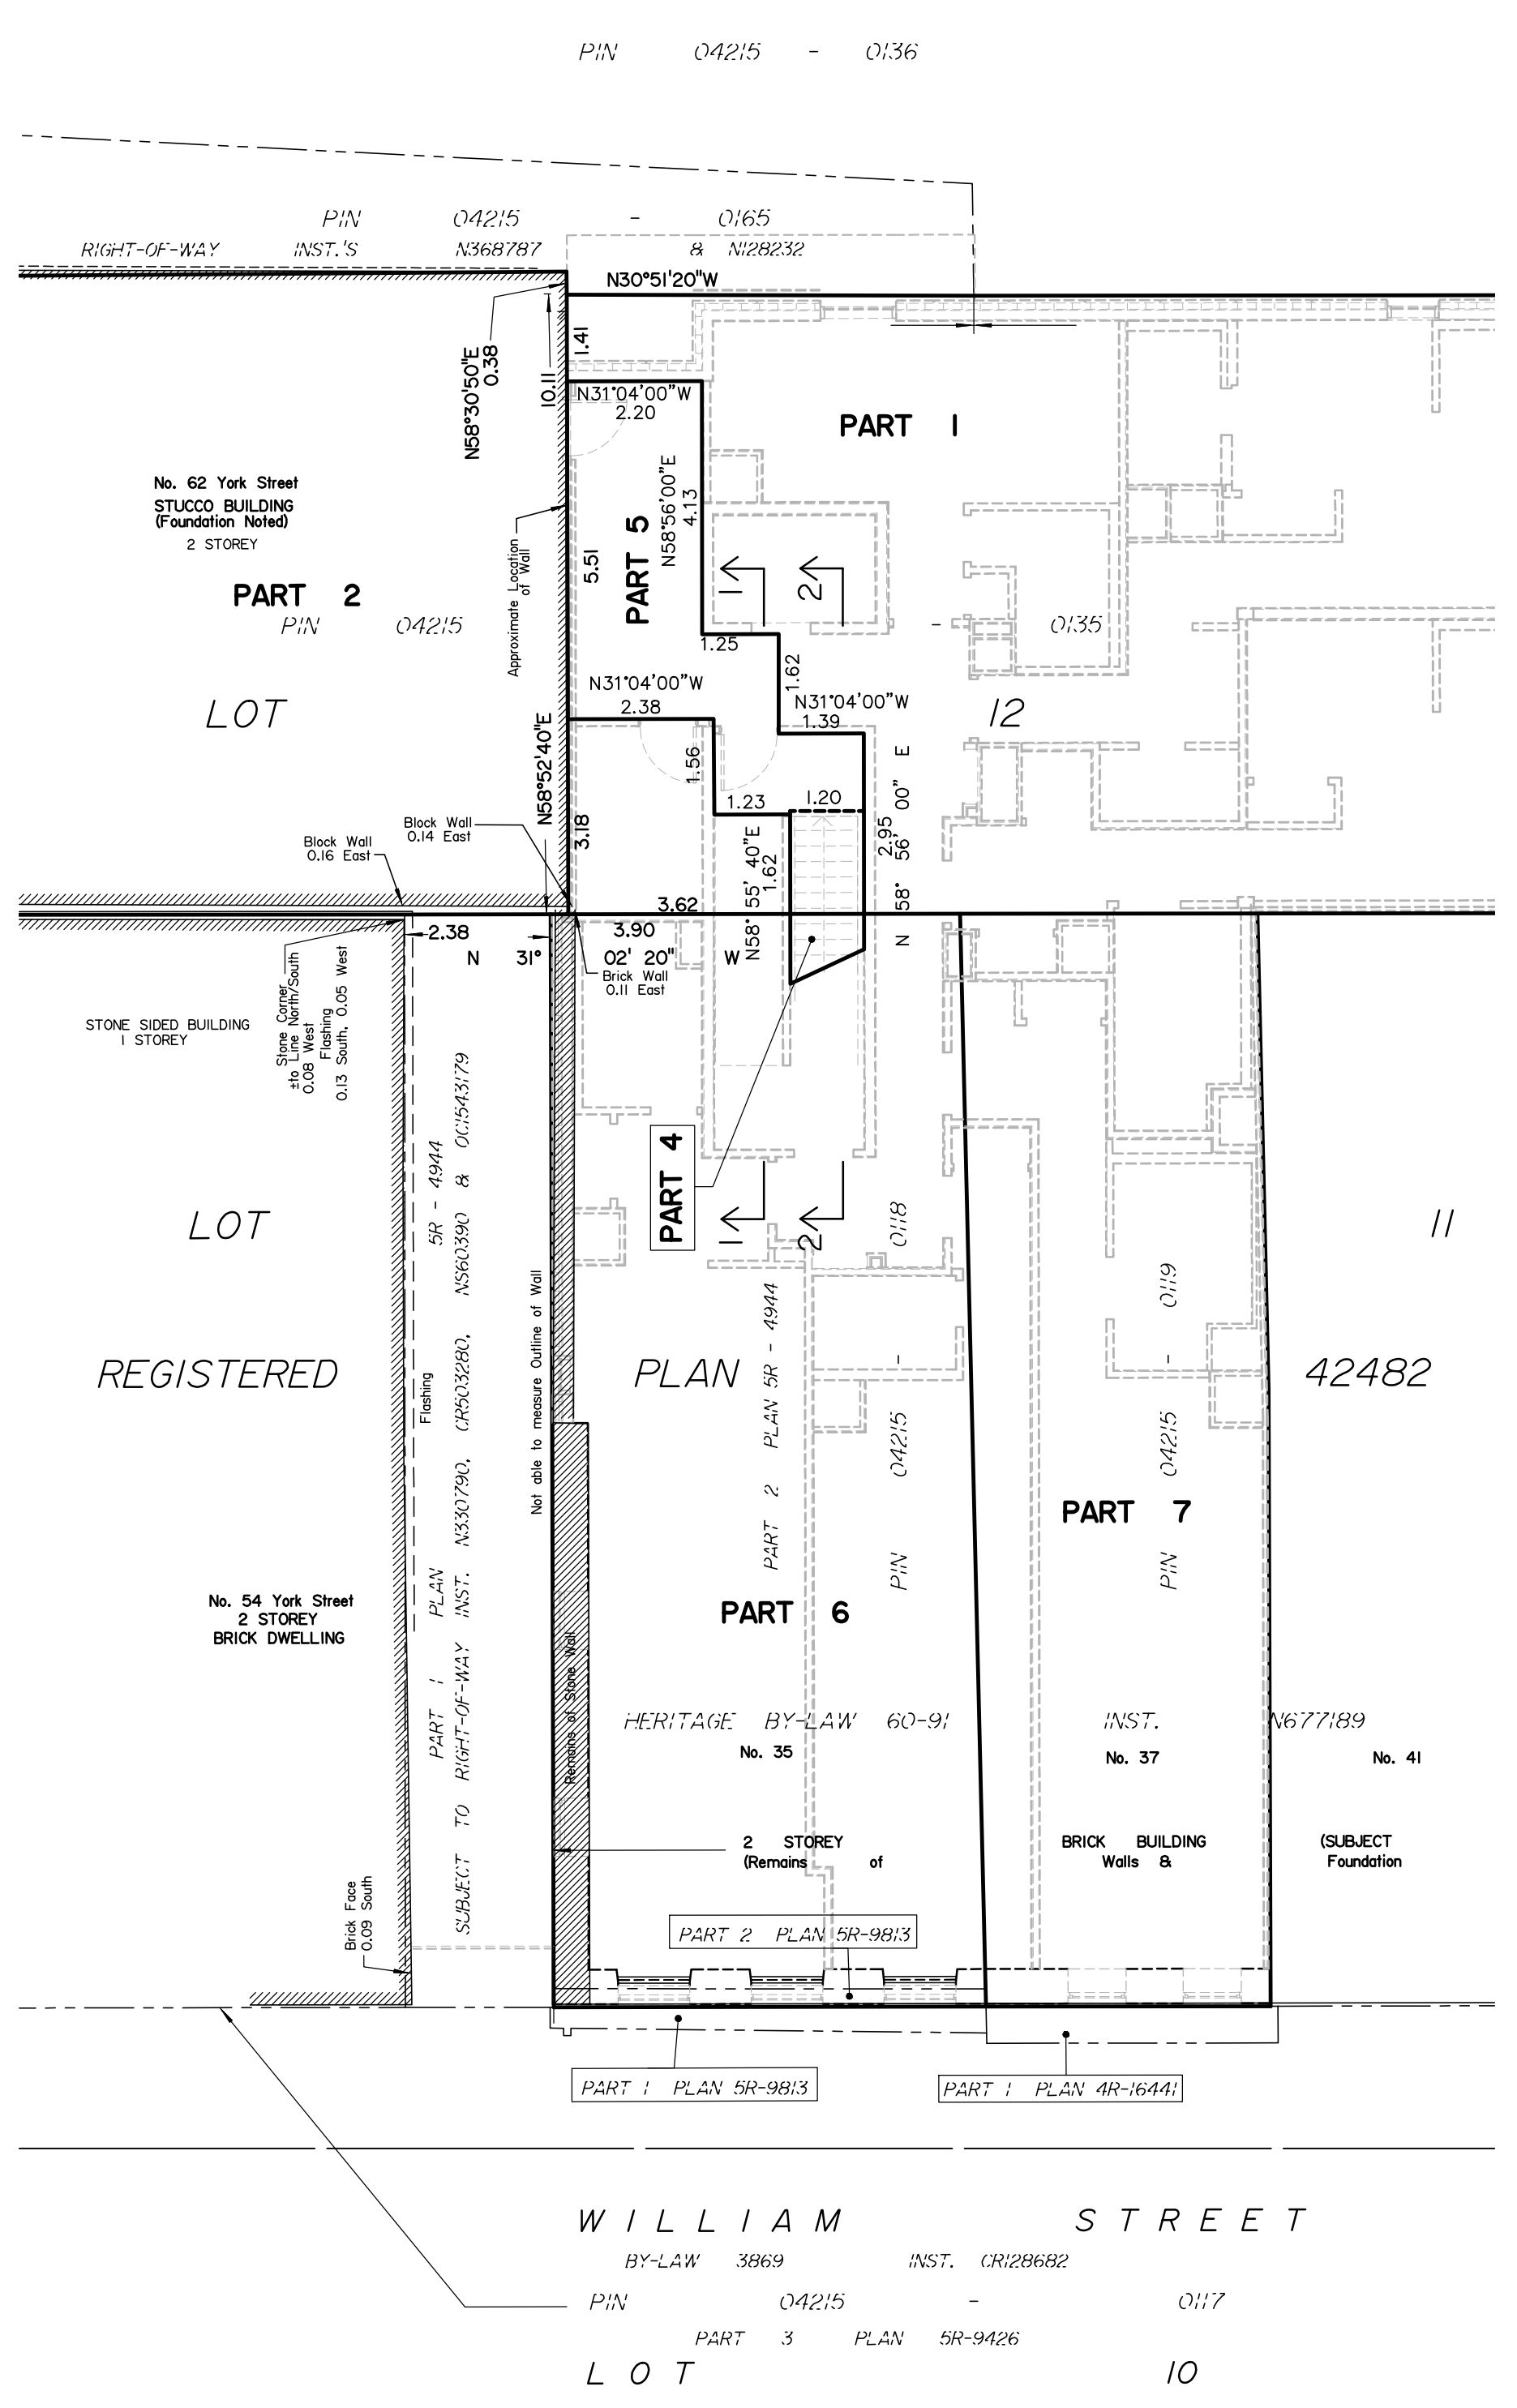 PIN 04215 - 0136
PIN 04215 - 0165
RIGHT-OF-WAY INST.'S N368787 & N128232
N30°51'20"W
N58°30'50"E
0.38
10.11
1.41
N31°04'00"W
2.20
PART 1
No. 62 York Street
STUCCO BUILDING
(Foundation Noted)
2 STOREY
PART 2
PIN 04215 - 0135
LOT 12
Approximate Location
of Wall
5.51
PART 5
N58°56'00"E
4.13
1
2
1.25
1.62
N31°04'00"W
2.38
N31°04'00"W
1.39
1.56
1.23
1.20
N58°52'40"E
3.18
N58° 55' 40"E
1.62
2.95
N 58° 56' 00" E
Block Wall
0.14 East
Block Wall
0.16 East
3.62
2.38
3.90
N 31° 02' 20" W
Brick Wall
0.11 East
Stone Corner
±to Line North/South
0.08 West
Flashing
0.13 South, 0.05 West
STONE SIDED BUILDING
1 STOREY
PART 4
1
2
LOT 11
REGISTERED PLAN 42482
PART 1 PLAN 5R - 4944
SUBJECT TO RIGHT-OF-WAY INST. N330790, CR503280, NS60390 & OC1543179
Flashing
Not able to measure Outline of Wall
Remains of Stone Wall
PART 2 PLAN 5R - 4944
PIN 04215 - 0118
PIN 04215 - 0119
PART 7
PART 6
No. 54 York Street
2 STOREY
BRICK DWELLING
HERITAGE BY-LAW 60-91 INST. N677189
No. 35 No. 37 No. 41
2 STOREY BRICK BUILDING (SUBJECT
(Remains of Walls & Foundation
Brick Face
0.09 South
PART 2 PLAN 5R-9813
PART 1 PLAN 5R-9813
PART 1 PLAN 4R-16441
WILLIAM STREET
BY-LAW 3869 INST. CR128682
PIN 04215 - 0117
PART 3 PLAN 5R-9426
LOT 10